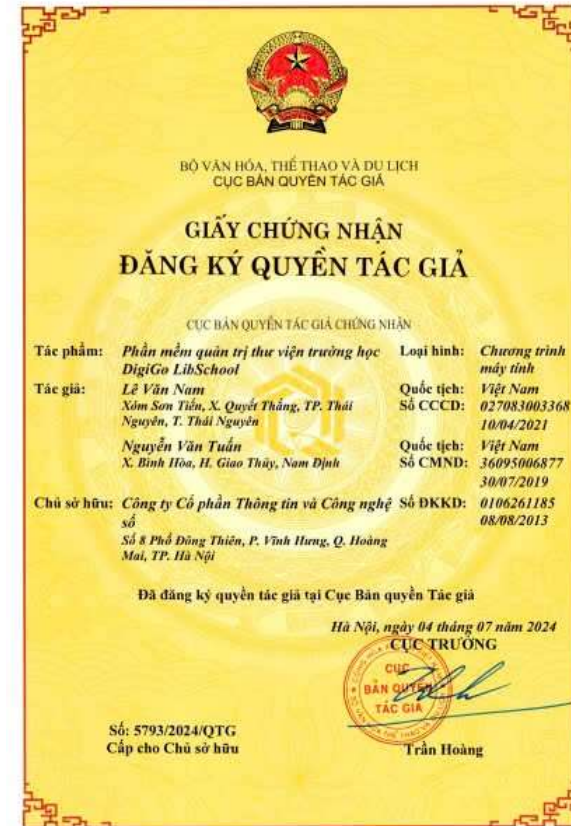 BỘ VĂN HÓA, THỂ THAO VÀ DU LỊCH
CỤC BẢN QUYỀN TÁC GIẢ
GIẤY CHỨNG NHẬN
ĐĂNG KÝ QUYỀN TÁC GIẢ
CỤC BẢN QUYỀN TÁC GIẢ CHỨNG NHẬN
Tác phẩm: Phần mềm quản trị thư viện trường học Loại hình: Chương trình
DigiGo LibSchool máy tính
Tác giả: Lê Văn Nam Quốc tịch: Việt Nam
Xóm Sơn Tiến, X. Quyết Thắng, TP. Thái Số CCCD: 027083003368
Nguyên, T. Thái Nguyên 10/04/2021
Nguyễn Văn Tuấn Quốc tịch: Việt Nam
X. Bình Hòa, H. Giao Thủy, Nam Định Số CMND: 36095006877
30/07/2019
Chủ sở hữu: Công ty Cổ phần Thông tin và Công nghệ Số ĐKKD: 0106261185
số 08/08/2013
Số 8 Phố Đông Thiên, P. Vĩnh Hưng, Q. Hoàng
Mai, TP. Hà Nội
Đã đăng ký quyền tác giả tại Cục Bản quyền Tác giả
Hà Nội, ngày 04 tháng 07 năm 2024
CỤC TRƯỞNG
CỤC
BẢN QUYỀN
TÁC GIẢ
Số: 5793/2024/QTG
Cấp cho Chủ sở hữu
Trần Hoàng